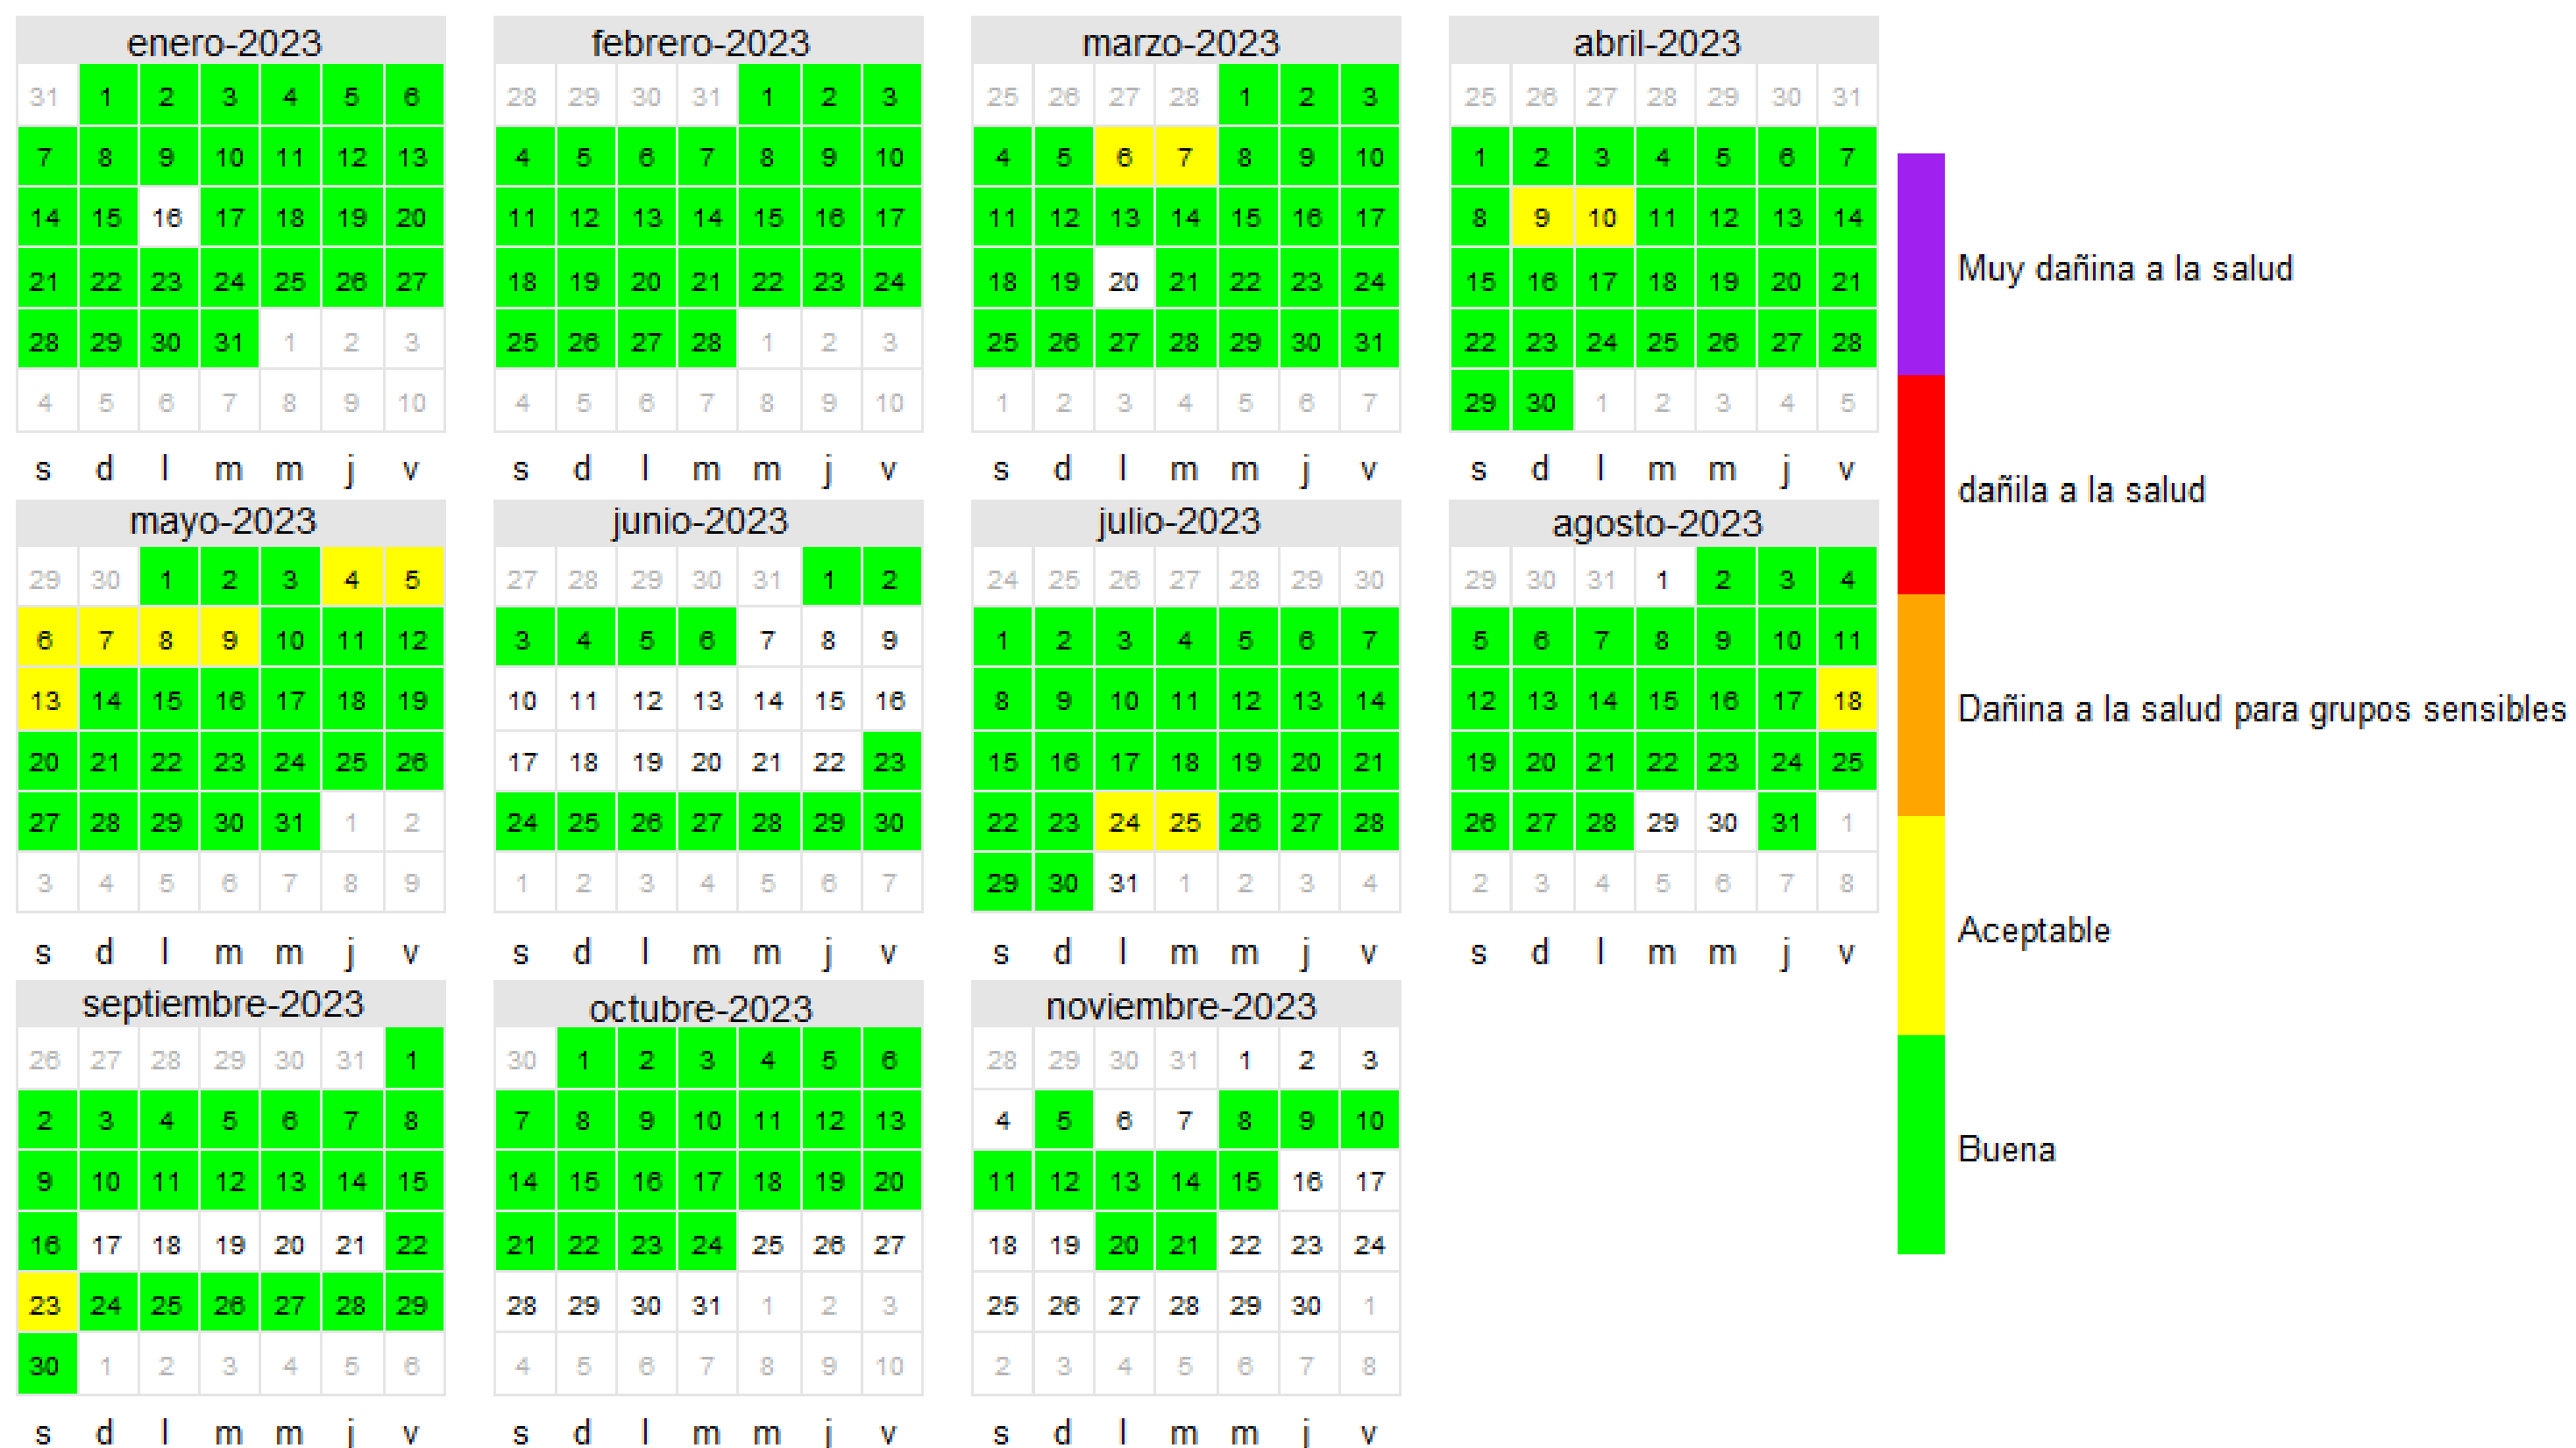 enero-2023 febrero-2023 marzo-2023 abril-2023
31 1 2 3 4 5 6 28 29 30 31 1 2 3 25 26 27 28 1 2 3 25 26 27 28 29 30 31
7 8 9 10 11 12 13 4 5 6 7 8 9 10 4 5 6 7 8 9 10 1 2 3 4 5 6 7
14 15 16 17 18 19 20 11 12 13 14 15 16 17 11 12 13 14 15 16 17 8 9 10 11 12 13 14
21 22 23 24 25 26 27 18 19 20 21 22 23 24 18 19 20 21 22 23 24 15 16 17 18 19 20 21
28 29 30 31 1 2 3 25 26 27 28 1 2 3 25 26 27 28 29 30 31 22 23 24 25 26 27 28
4 5 6 7 8 9 10 4 5 6 7 8 9 10 1 2 3 4 5 6 7 29 30 1 2 3 4 5
s d l m m j v s d l m m j v s d l m m j v s d l m m j v
mayo-2023 junio-2023 julio-2023 agosto-2023
29 30 1 2 3 4 5 27 28 29 30 31 1 2 24 25 26 27 28 29 30 29 30 31 1 2 3 4
6 7 8 9 10 11 12 3 4 5 6 7 8 9 1 2 3 4 5 6 7 5 6 7 8 9 10 11
13 14 15 16 17 18 19 10 11 12 13 14 15 16 8 9 10 11 12 13 14 12 13 14 15 16 17 18
20 21 22 23 24 25 26 17 18 19 20 21 22 23 15 16 17 18 19 20 21 19 20 21 22 23 24 25
27 28 29 30 31 1 2 24 25 26 27 28 29 30 22 23 24 25 26 27 28 26 27 28 29 30 31 1
3 4 5 6 7 8 9 1 2 3 4 5 6 7 29 30 31 1 2 3 4 2 3 4 5 6 7 8
s d l m m j v s d l m m j v s d l m m j v s d l m m j v
septiembre-2023 octubre-2023 noviembre-2023
26 27 28 29 30 31 1 30 1 2 3 4 5 6 28 29 30 31 1 2 3
2 3 4 5 6 7 8 7 8 9 10 11 12 13 4 5 6 7 8 9 10
9 10 11 12 13 14 15 14 15 16 17 18 19 20 11 12 13 14 15 16 17
16 17 18 19 20 21 22 21 22 23 24 25 26 27 18 19 20 21 22 23 24
23 24 25 26 27 28 29 28 29 30 31 1 2 3 25 26 27 28 29 30 1
30 1 2 3 4 5 6 4 5 6 7 8 9 10 2 3 4 5 6 7 8
s d l m m j v s d l m m j v s d l m m j v
Muy dañina a la salud
dañila a la salud
Dañina a la salud para grupos sensibles
Aceptable
Buena